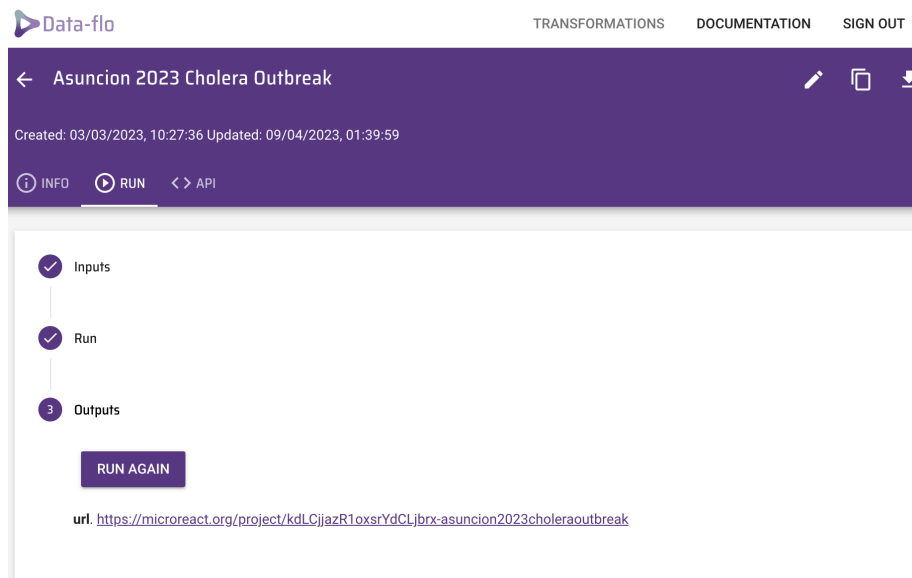 Data-flo
TRANSFORMATIONS DOCUMENTATION SIGN OUT
Asuncion 2023 Cholera Outbreak
Created: 03/03/2023, 10:27:36 Updated: 09/04/2023, 01:39:59
INFO RUN API
Inputs
Run
3 Outputs
RUN AGAIN
url. https://microreact.org/project/kdLCjjazR1oxsrYdCLjbrx-asuncion2023choleraoutbreak